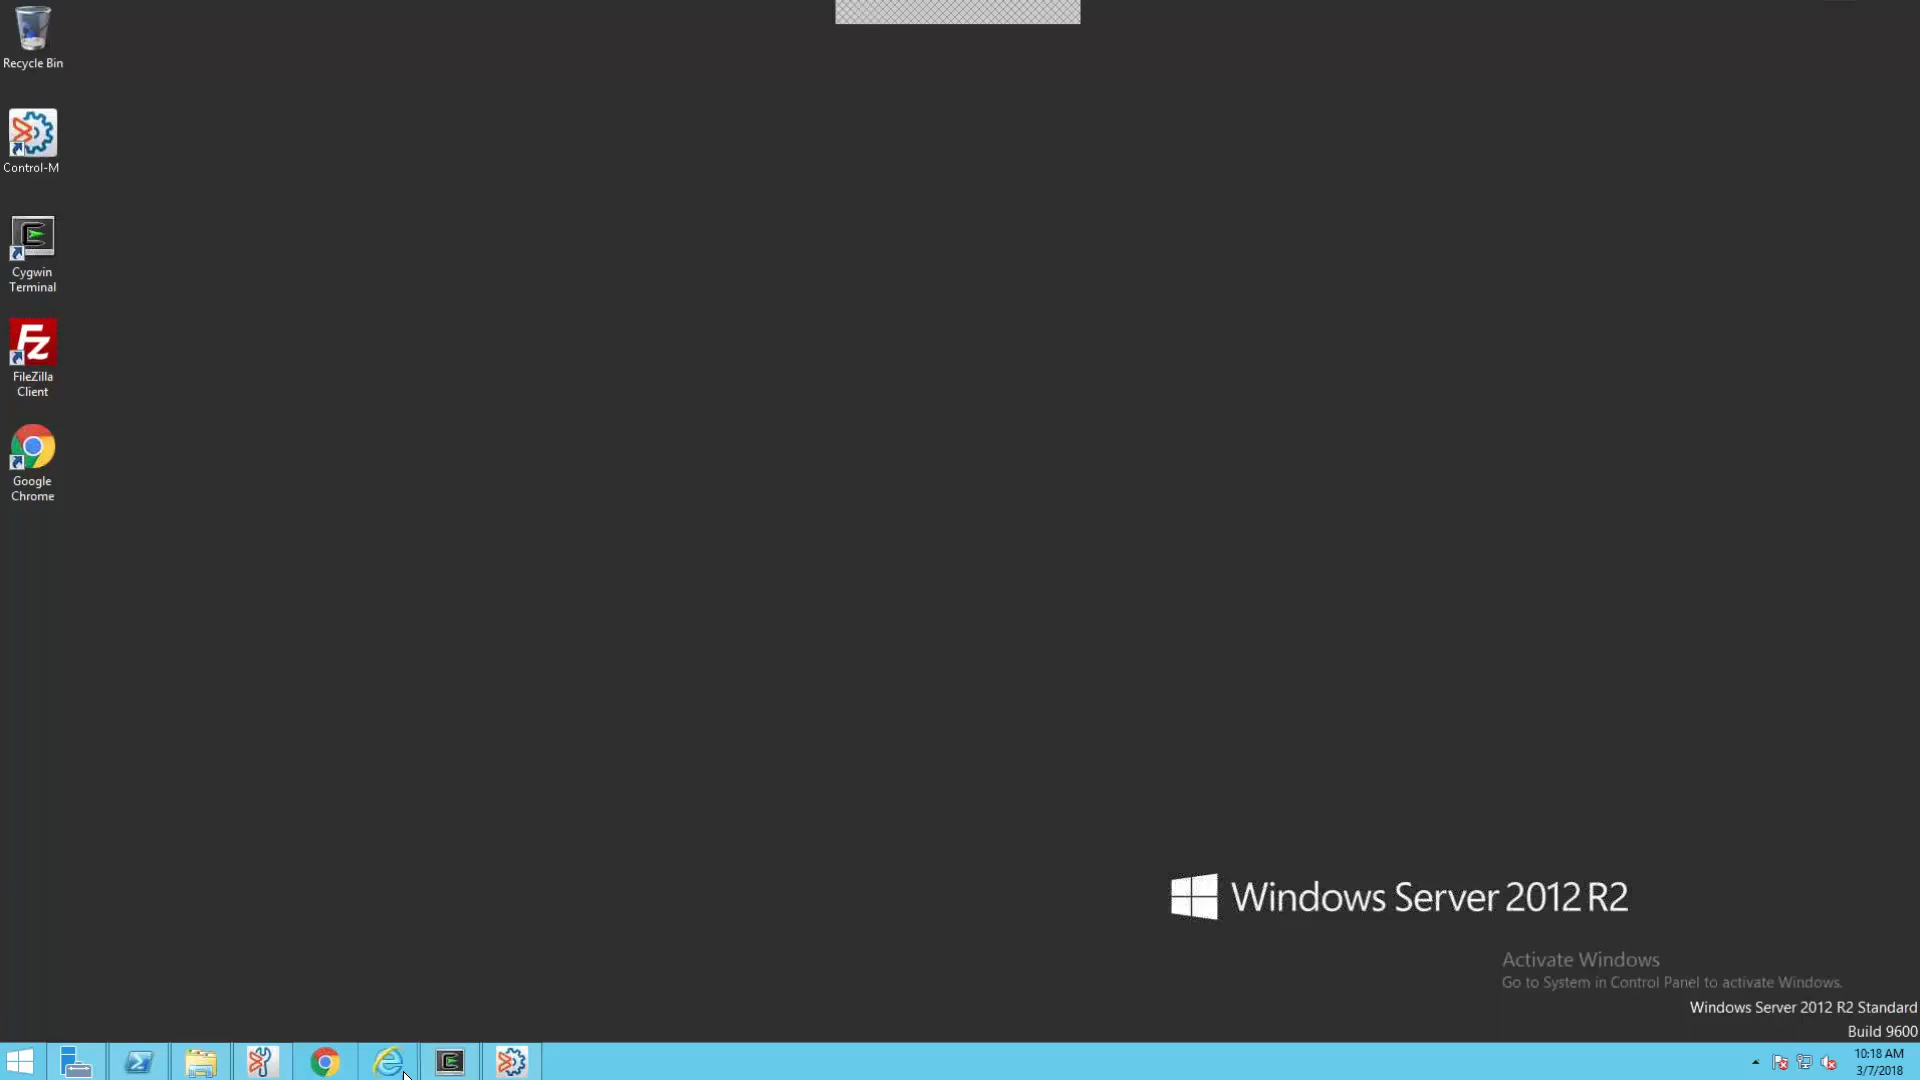 Recycle Bin
Control-M
Cygwin
Terminal
FileZilla
Client
Google
Chrome
Windows Server 2012 R2
Activate Windows
Go to System in Control Panel to activate Windows.
Windows Server 2012 R2 Standard
Build 9600
10:18 AM
3/7/2018